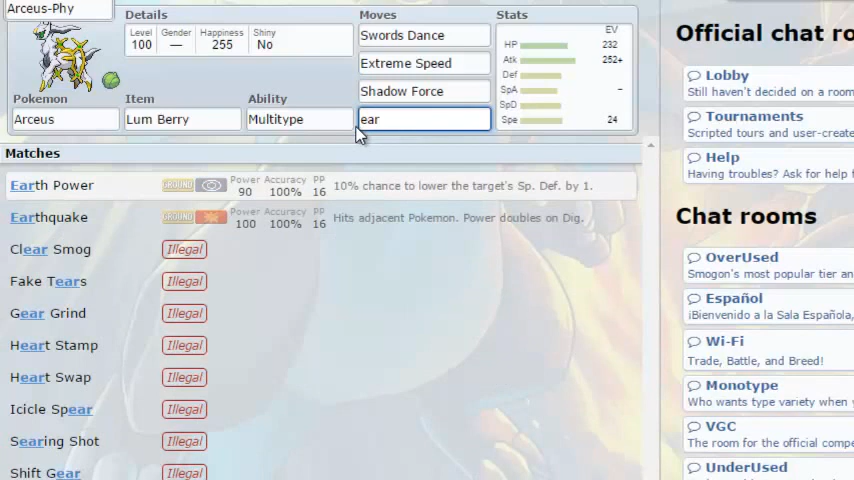 Arceus-Phy
Details
Moves
Stats
Level
100
Gender
—
Happiness
255
Shiny
No
Swords Dance
Extreme Speed
Shadow Force
ear
EV
HP 232
Atk 252+
Def
SpA -
SpD
Spe 24
Pokemon
Item
Ability
Arceus
Lum Berry
Multitype
Matches
Earth Power GROUND Power 90 Accuracy 100% PP 16 10% chance to lower the target's Sp. Def. by 1.
Earthquake GROUND Power 100 Accuracy 100% PP 16 Hits adjacent Pokemon. Power doubles on Dig.
Clear Smog Illegal
Fake Tears Illegal
Gear Grind Illegal
Heart Stamp Illegal
Heart Swap Illegal
Icicle Spear Illegal
Searing Shot Illegal
Shift Gear Illegal
Official chat ro
Lobby
Still haven't decided on a room
Tournaments
Scripted tours and user-create
Help
Having troubles? Ask for help f
Chat rooms
OverUsed
Smogon's most popular tier an
Español
¡Bienvenido a la Sala Española,
Wi-Fi
Trade, Battle, and Breed!
Monotype
Who wants type variety when y
VGC
The room for the official compe
UnderUsed